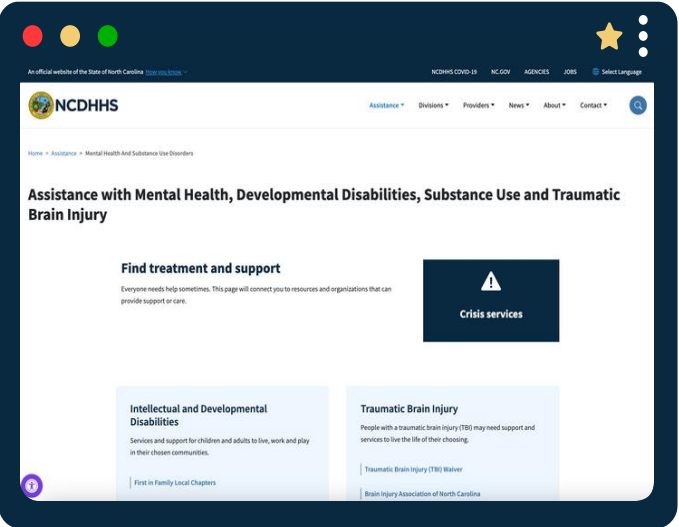 An official website of the State of North Carolina How you know
NCDHHS COVID-19 NC.GOV AGENCIES JOBS Select Language
NCDHHS
Assistance Divisions Providers News About Contact
Home » Assistance » Mental Health And Substance Use Disorders
Assistance with Mental Health, Developmental Disabilities, Substance Use and Traumatic
Brain Injury
Find treatment and support
Everyone needs help sometimes. This page will connect you to resources and organizations that can
provide support or care.
Crisis services
Intellectual and Developmental
Disabilities
Services and support for children and adults to live, work and play
in their chosen communities.
First in Family Local Chapters
Traumatic Brain Injury
People with a traumatic brain injury (TBI) may need support and
services to live the life of their choosing.
Traumatic Brain Injury (TBI) Waiver
Brain Injury Association of North Carolina